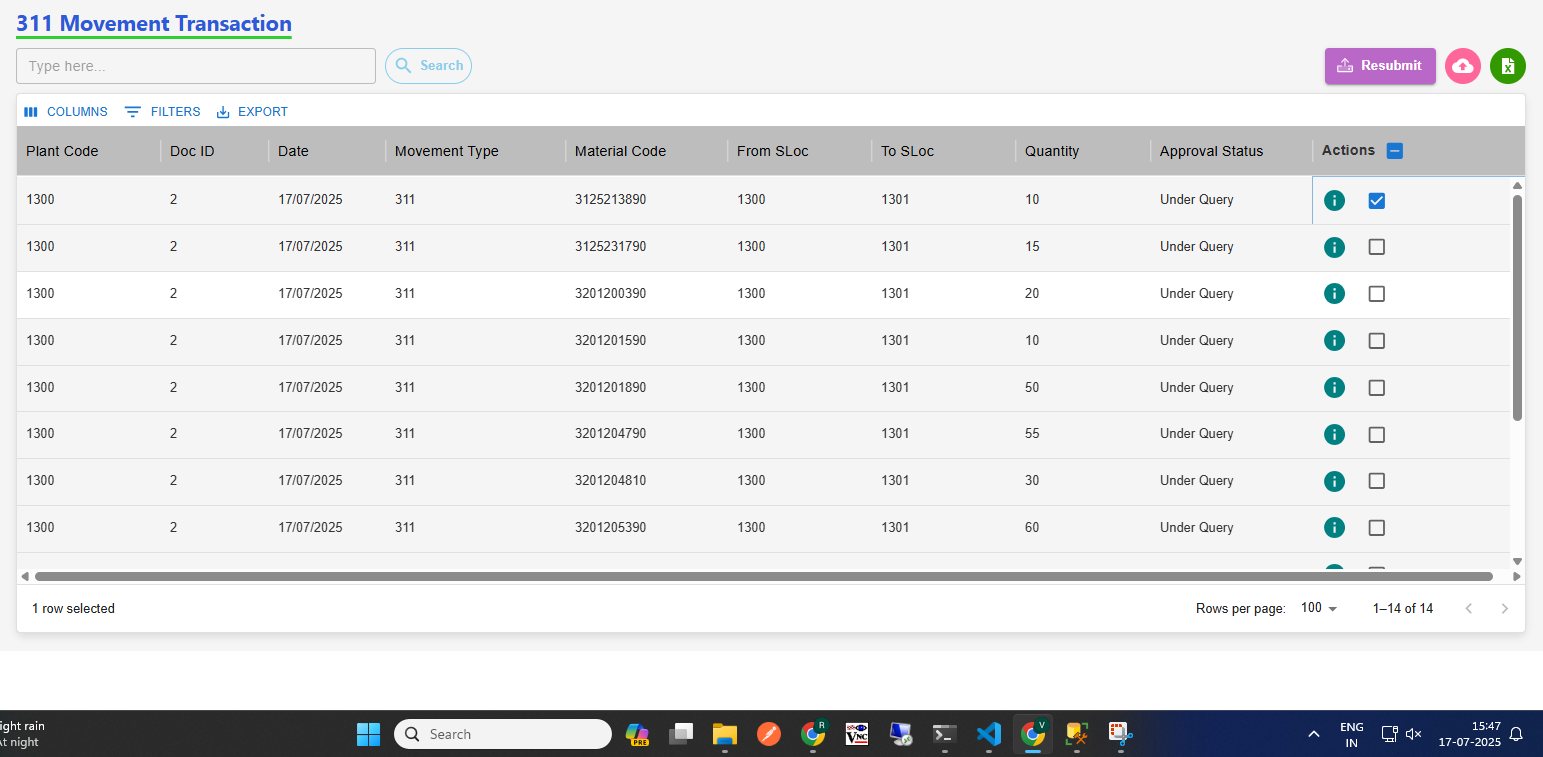 311 Movement Transaction
Type here... Search Resubmit
COLUMNS FILTERS EXPORT
Plant Code Doc ID Date Movement Type Material Code From SLoc To SLoc Quantity Approval Status Actions
1300 2 17/07/2025 311 3125213890 1300 1301 10 Under Query
1300 2 17/07/2025 311 3125231790 1300 1301 15 Under Query
1300 2 17/07/2025 311 3201200390 1300 1301 20 Under Query
1300 2 17/07/2025 311 3201201590 1300 1301 10 Under Query
1300 2 17/07/2025 311 3201201890 1300 1301 50 Under Query
1300 2 17/07/2025 311 3201204790 1300 1301 55 Under Query
1300 2 17/07/2025 311 3201204810 1300 1301 30 Under Query
1300 2 17/07/2025 311 3201205390 1300 1301 60 Under Query
1 row selected Rows per page: 100 1–14 of 14
ight rain
At night
Search
PRE
R
VNC
V
ENG
IN
15:47
17-07-2025